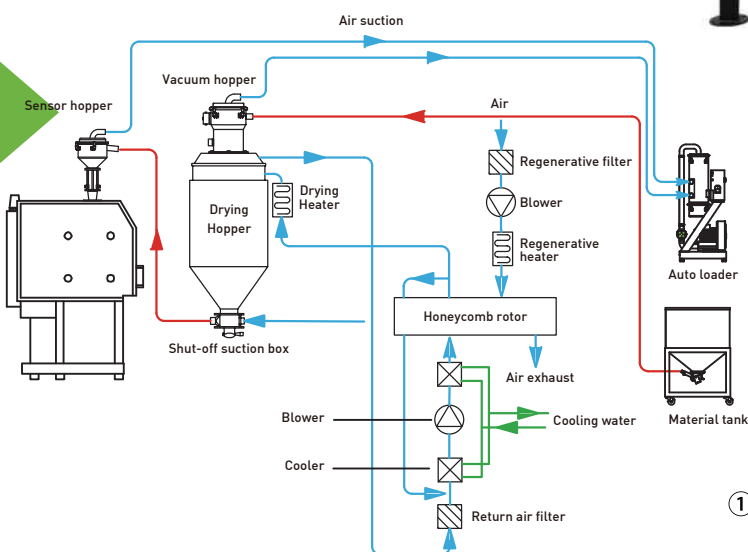 Air suction
Vacuum hopper
Sensor hopper
Air
Regenerative filter
Drying
Heater
Blower
Drying
Hopper
Regenerative
heater
Auto loader
Honeycomb rotor
Shut-off suction box
Air exhaust
Blower
Cooling water
Material tank
Cooler
Return air filter
1